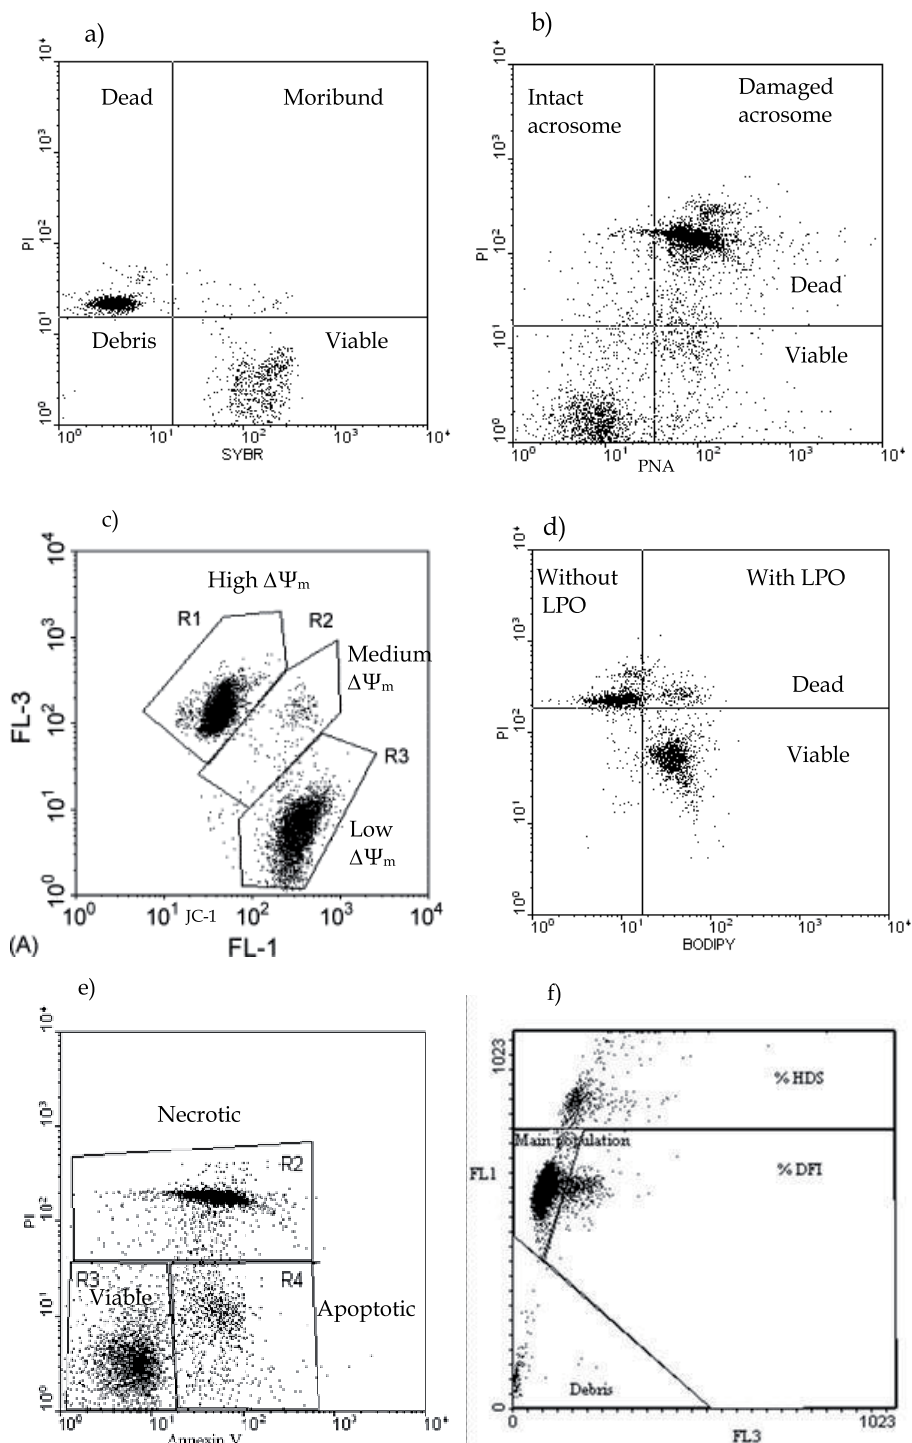 a)
10⁴
Dead
Moribund
10³
PI
10²
Debris
Viable
10¹
10⁰
10⁰ 10¹ 10² 10³ 10⁴
SYBR
b)
10⁴
Intact
acrosome
Damaged
acrosome
10³
PI
10²
Dead
Viable
10¹
10⁰
10⁰ 10¹ 10² 10³ 10⁴
PNA
c)
10⁴
High ΔΨm
R1
R2
10³
Medium
ΔΨm
FL-3
10²
R3
10¹
Low
ΔΨm
10⁰
10⁰ 10¹ JC-1 10² 10³ 10⁴
(A)
FL-1
d)
10⁴
Without
LPO
With LPO
10³
Dead
10²
PI
Viable
10¹
10⁰
10⁰ 10¹ 10² 10³ 10⁴
BODIPY
e)
10⁴
Necrotic
10³
R2
PI
10²
R3
Viable
R4
Apoptotic
10¹
10⁰
10⁰ 10¹ 10² 10³ 10⁴
Annexin V
f)
1023
% HDS
Main population
FL1
% DFI
Debris
0
0 1023
FL3